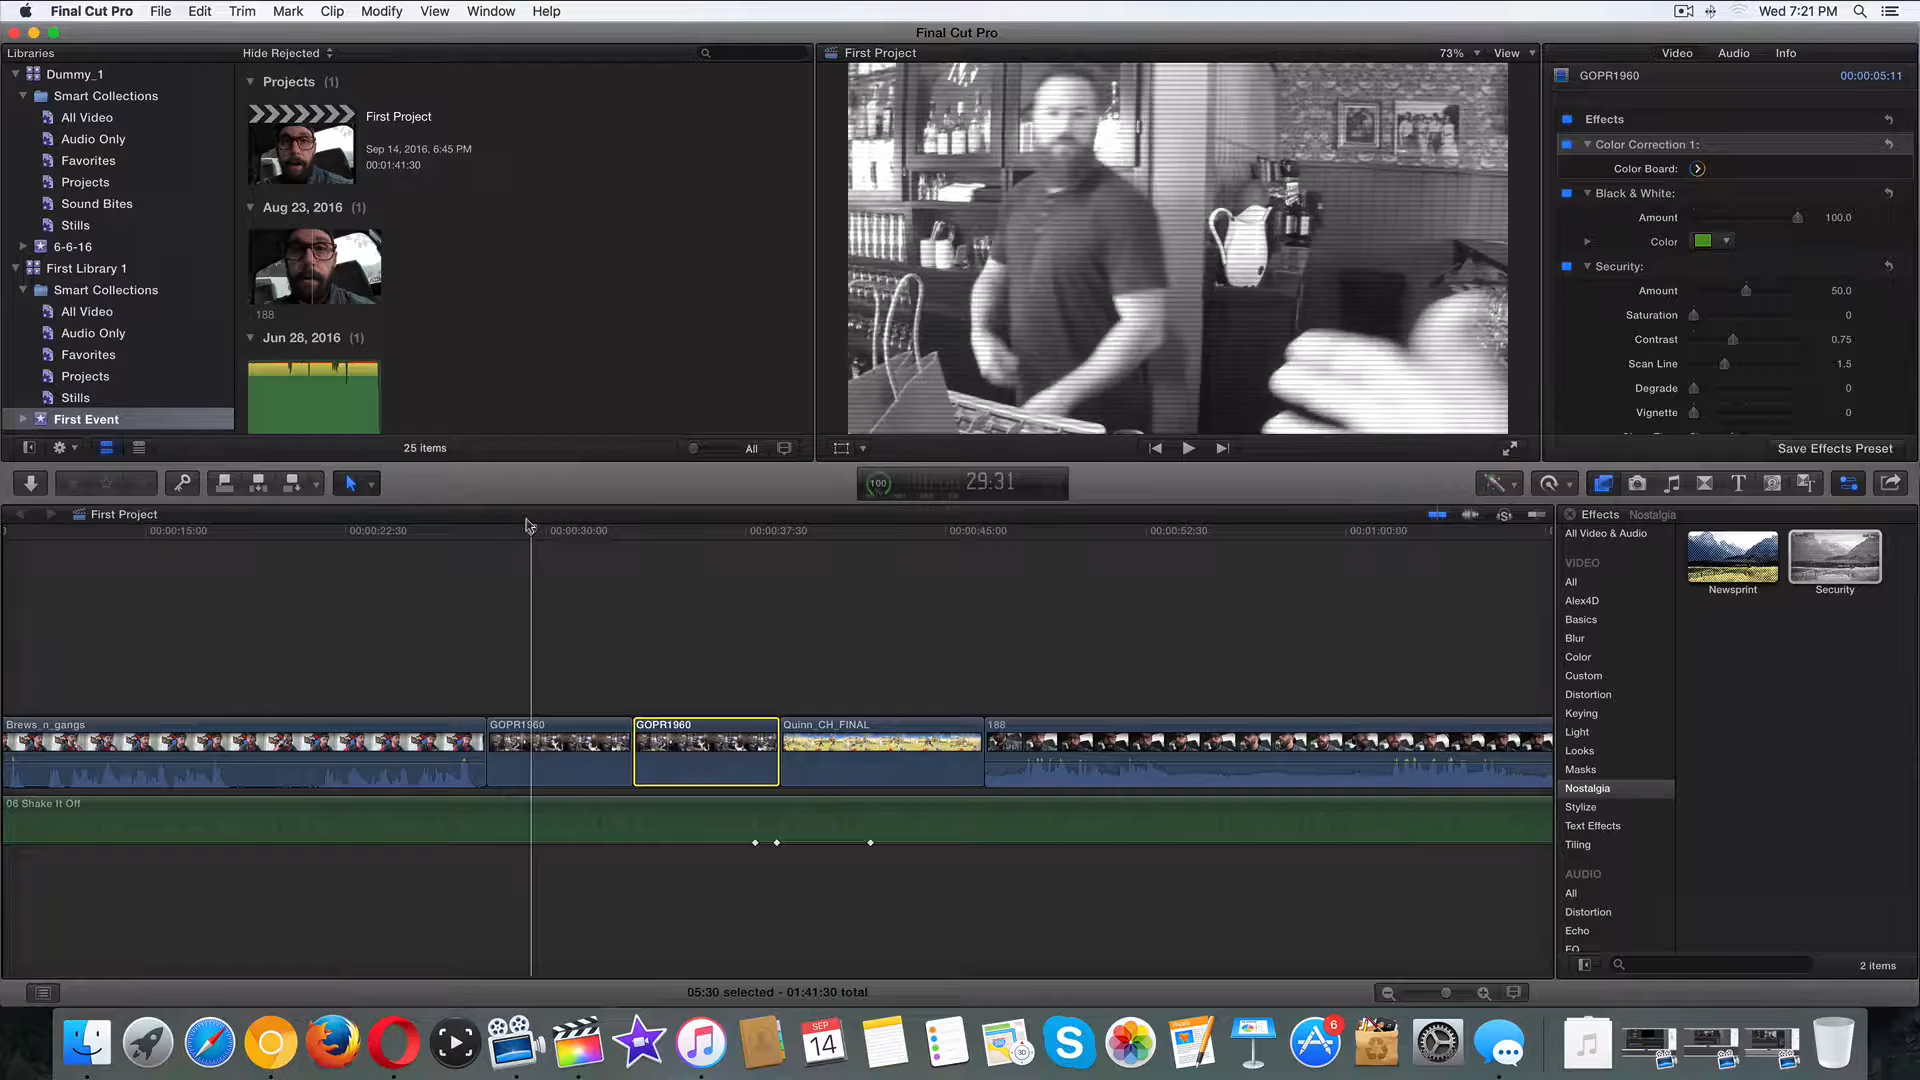 Final Cut Pro File Edit Trim Mark Clip Modify View Window Help Wed 7:21 PM
Final Cut Pro
Libraries
Hide Rejected
First Project
73%
View
Video Audio Info
Dummy_1
Smart Collections
All Video
Audio Only
Favorites
Projects
Sound Bites
Stills
6-6-16
First Library 1
Smart Collections
All Video
Audio Only
Favorites
Projects
Stills
First Event
Projects (1)
First Project
Sep 14, 2016, 6:45 PM
00:01:41:30
Aug 23, 2016 (1)
188
Jun 28, 2016 (1)
25 items
All
GOPR1960
00:00:05:11
Effects
Color Correction 1:
Color Board:
Black & White:
Amount 100.0
Color
Security:
Amount 50.0
Saturation 0
Contrast 0.75
Scan Line 1.5
Degrade 0
Vignette 0
Save Effects Preset
100
29:31
First Project
00:00:15:00
00:00:22:30
00:00:30:00
00:00:37:30
00:00:45:00
00:00:52:30
00:01:00:00
Brews_n_gangs
GOPR1960
GOPR1960
Quinn_CH_FINAL
188
06 Shake It Off
Effects Nostalgia
All Video & Audio
VIDEO
All
Alex4D
Basics
Blur
Color
Custom
Distortion
Keying
Light
Looks
Masks
Nostalgia
Stylize
Text Effects
Tiling
AUDIO
All
Distortion
Echo
EQ
Newsprint
Security
2 items
05:30 selected - 01:41:30 total
SEP
14
3D
6